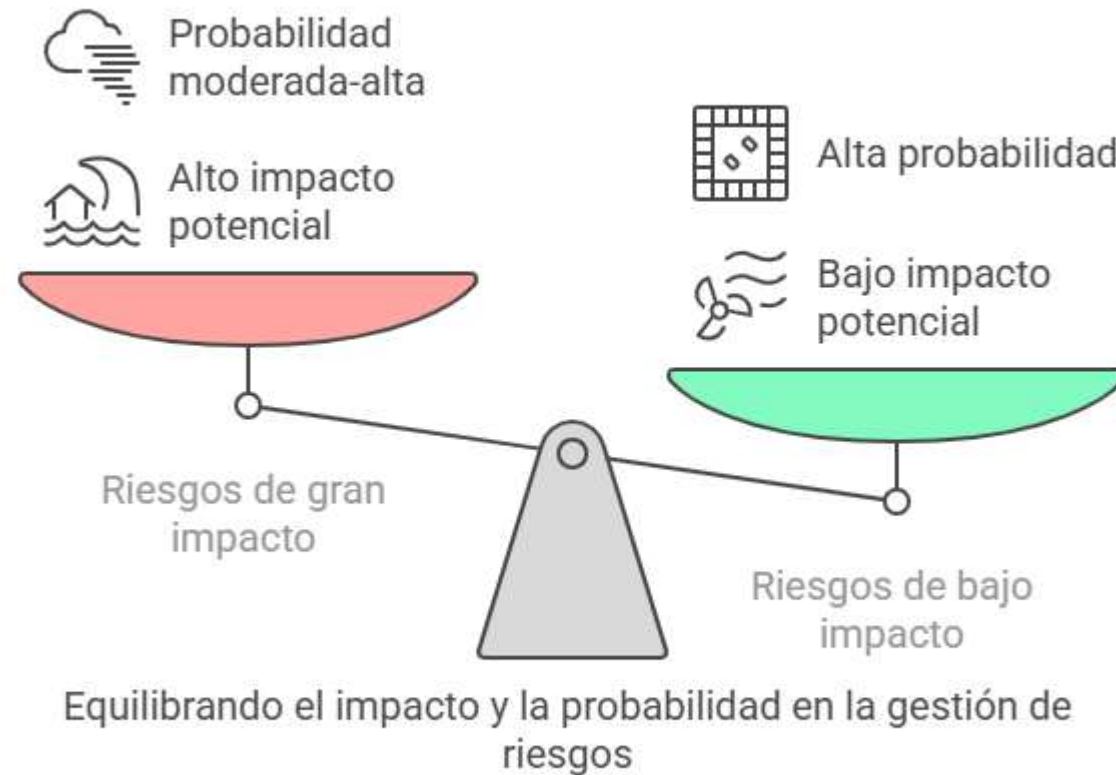 Probabilidad
moderada-alta
Alto impacto
potencial
Alta probabilidad
Bajo impacto
potencial
Riesgos de gran
impacto
Riesgos de bajo
impacto
Equilibrando el impacto y la probabilidad en la gestión de
riesgos